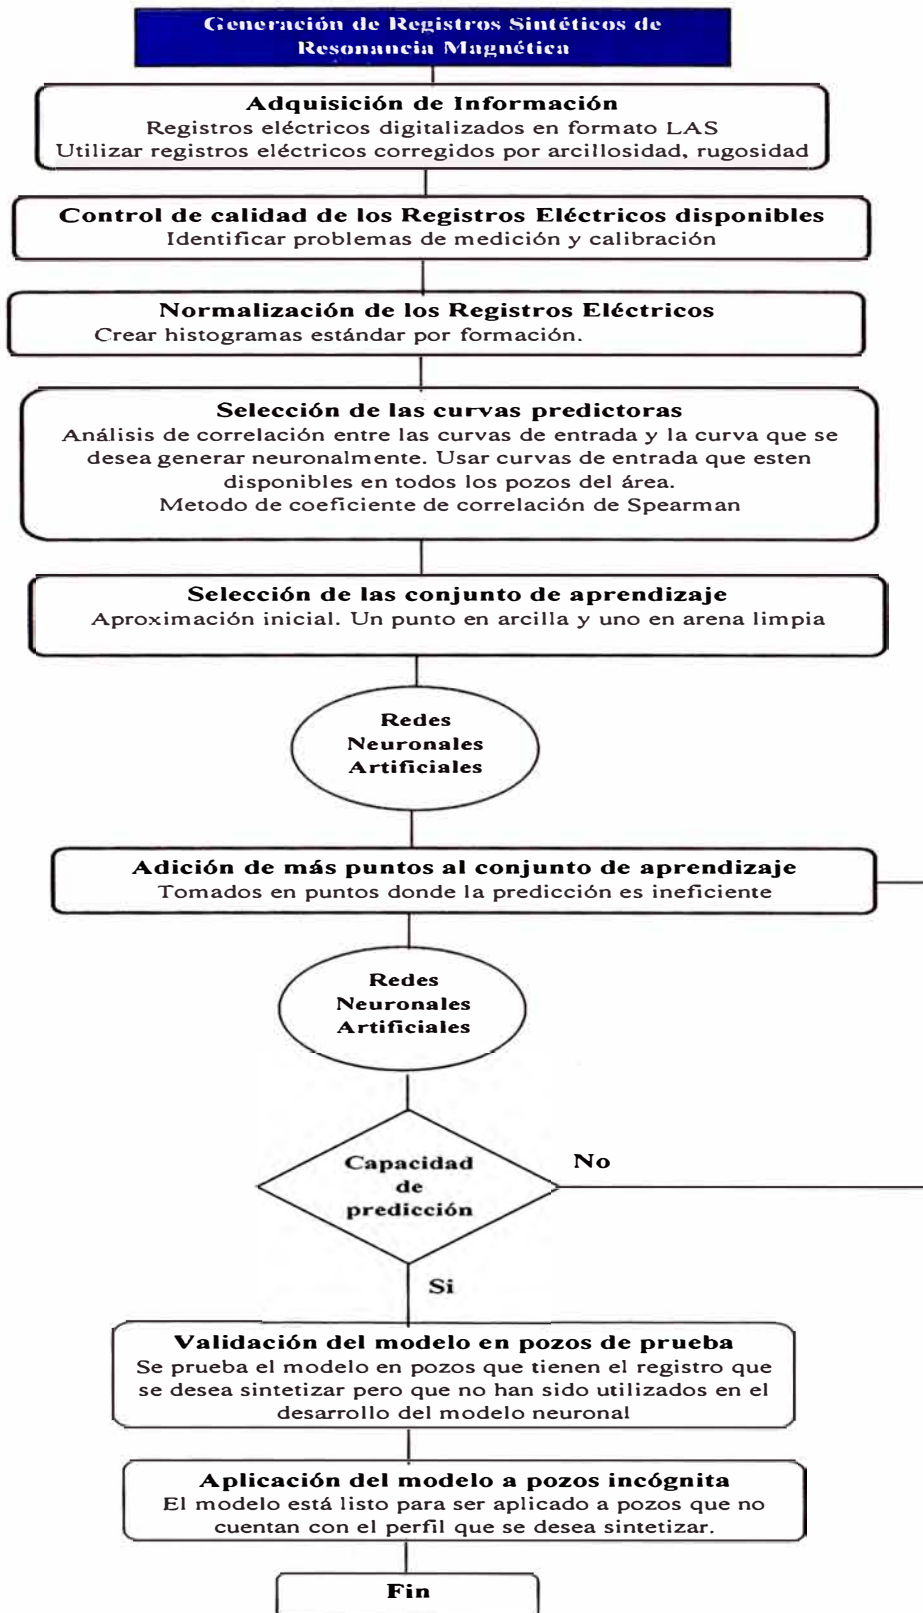 Generación de Registros Sintéticos de
Resonancia Magnética
Adquisición de Información
Registros eléctricos digitalizados en formato LAS
Utilizar registros eléctricos corregidos por arcillosidad, rugosidad
Control de calidad de los Registros Eléctricos disponibles
Identificar problemas de medición y calibración
Normalización de los Registros Eléctricos
Crear histogramas estándar por formación.
Selección de las curvas predictoras
Análisis de correlación entre las curvas de entrada y la curva que se
desea generar neuronalmente. Usar curvas de entrada que esten
disponibles en todos los pozos del área.
Metodo de coeficiente de correlación de Spearman
Selección de las conjunto de aprendizaje
Aproximación inicial. Un punto en arcilla y uno en arena limpia
Redes
Neuronales
Artificiales
Adición de más puntos al conjunto de aprendizaje
Tomados en puntos donde la predicción es ineficiente
Redes
Neuronales
Artificiales
Capacidad
de
predicción
No
Si
Validación del modelo en pozos de prueba
Se prueba el modelo en pozos que tienen el registro que
se desea sintetizar pero que no han sido utilizados en el
desarrollo del modelo neuronal
Aplicación del modelo a pozos incógnita
El modelo está listo para ser aplicado a pozos que no
cuentan con el perfil que se desea sintetizar.
Fin